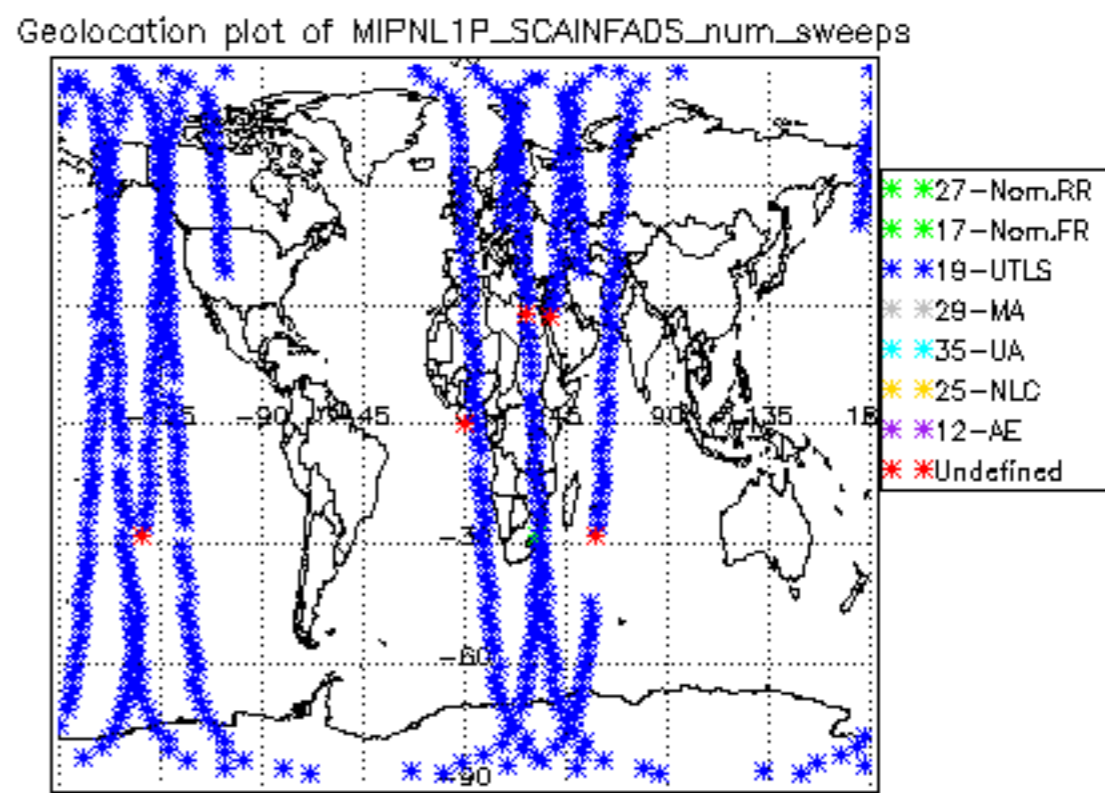 Geolocation plot of MIPNL1P_SCAINFADS_num_sweeps
27-Nom.RR
17-Nom.FR
19-UTLS
29-MA
35-UA
25-NLC
12-AE
Undefined
-90 -45 45 90 135
-60
-90